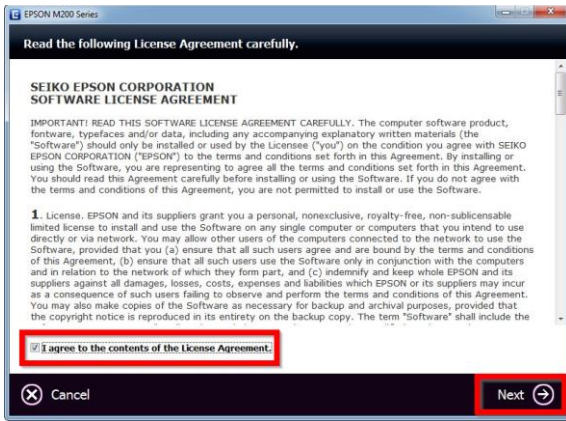 EPSON M200 Series
Read the following License Agreement carefully.
SEIKO EPSON CORPORATION
SOFTWARE LICENSE AGREEMENT
IMPORTANT! READ THIS SOFTWARE LICENSE AGREEMENT CAREFULLY. The computer software product,
fontware, typefaces and/or data, including any accompanying explanatory written materials (the
"Software") should only be installed or used by the Licensee ("you") on the condition you agree with SEIKO
EPSON CORPORATION ("EPSON") to the terms and conditions set forth in this Agreement. By installing or
using the Software, you are representing to agree all the terms and conditions set forth in this Agreement.
You should read this Agreement carefully before installing or using the Software. If you do not agree with
the terms and conditions of this Agreement, you are not permitted to install or use the Software.
1. License. EPSON and its suppliers grant you a personal, nonexclusive, royalty-free, non-sublicensable
limited license to install and use the Software on any single computer or computers that you intend to use
directly or via network. You may allow other users of the computers connected to the network to use the
Software, provided that you (a) ensure that all such users agree and are bound by the terms and conditions
of this Agreement, (b) ensure that all such users use the Software only in conjunction with the computers
and in relation to the network of which they form part, and (c) indemnify and keep whole EPSON and its
suppliers against all damages, losses, costs, expenses and liabilities which EPSON or its suppliers may incur
as a consequence of such users failing to observe and perform the terms and conditions of this Agreement.
You may also make copies of the Software as necessary for backup and archival purposes, provided that
the copyright notice is reproduced in its entirety on the backup copy. The term "Software" shall include the
I agree to the contents of the License Agreement.
Cancel
Next